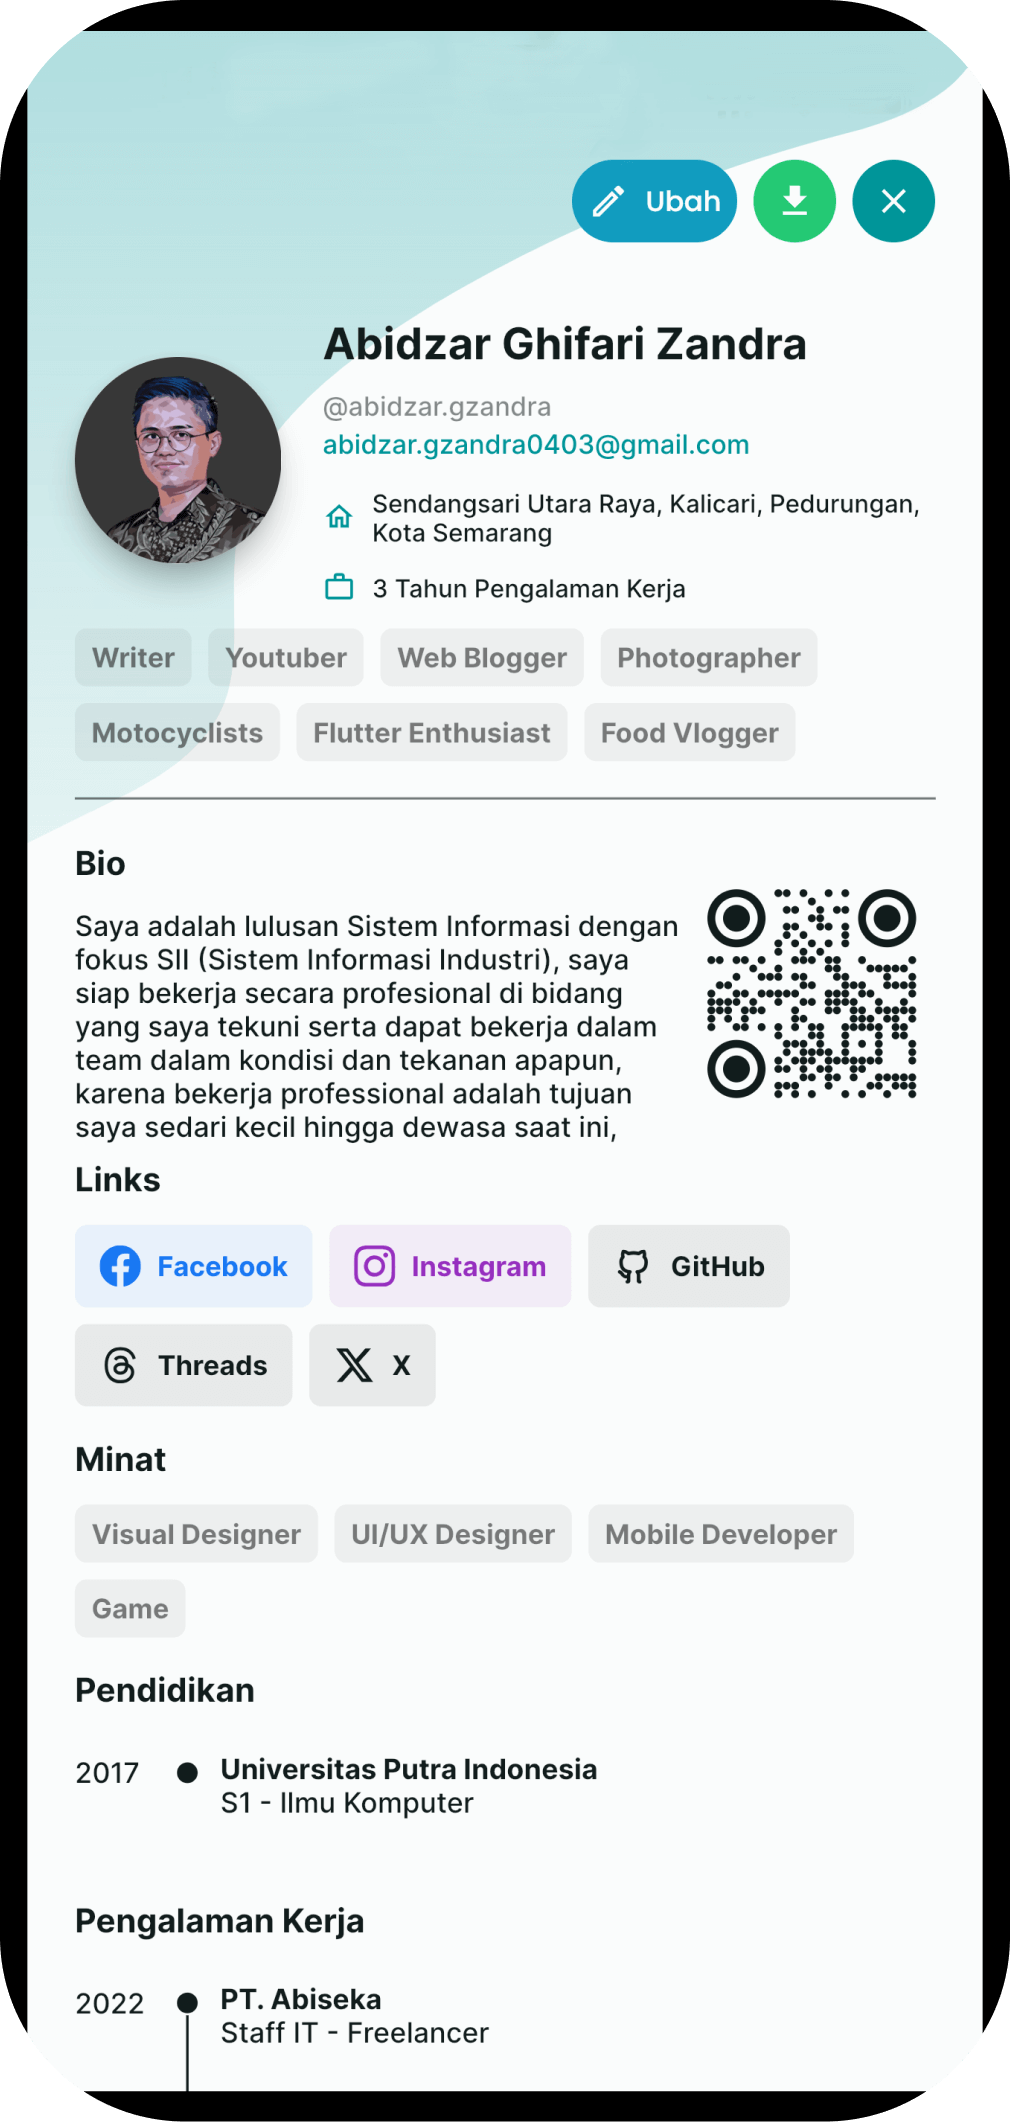 Ubah
Abidzar Ghifari Zandra
@abidzar.gzandra
abidzar.gzandra0403@gmail.com
Sendangsari Utara Raya, Kalicari, Pedurungan,
Kota Semarang
3 Tahun Pengalaman Kerja
Writer
Youtuber
Web Blogger
Photographer
Motocyclists
Flutter Enthusiast
Food Vlogger
Bio
Saya adalah lulusan Sistem Informasi dengan
fokus SII (Sistem Informasi Industri), saya
siap bekerja secara profesional di bidang
yang saya tekuni serta dapat bekerja dalam
team dalam kondisi dan tekanan apapun,
karena bekerja professional adalah tujuan
saya sedari kecil hingga dewasa saat ini,
Links
Facebook
Instagram
GitHub
Threads
X
Minat
Visual Designer
UI/UX Designer
Mobile Developer
Game
Pendidikan
2017
Universitas Putra Indonesia
S1 - Ilmu Komputer
Pengalaman Kerja
2022
PT. Abiseka
Staff IT - Freelancer